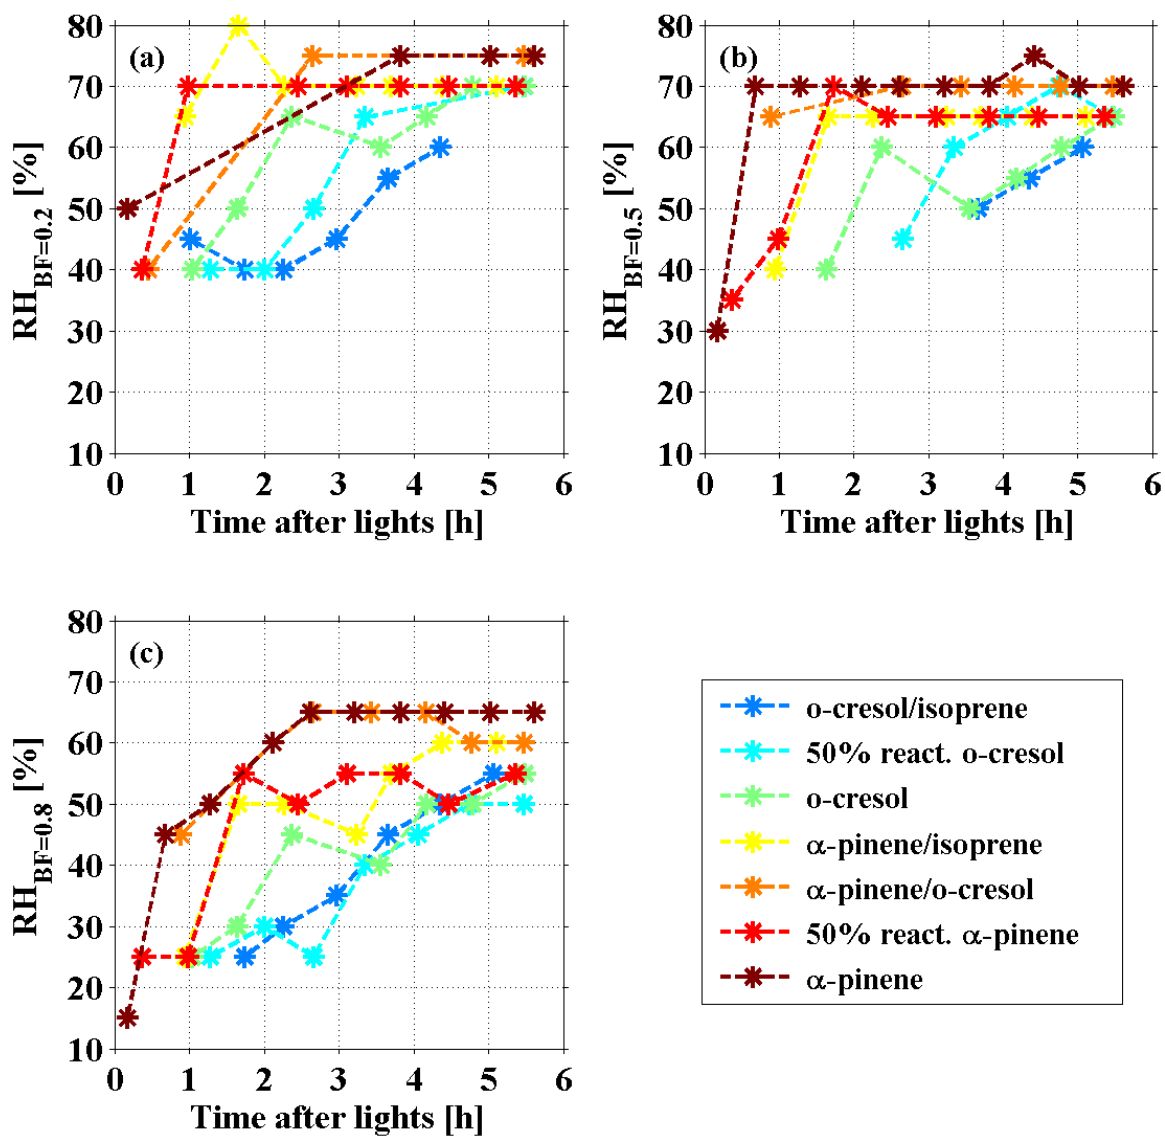 (a)
RH_BF=0.2 [%]
80
70
60
50
40
30
20
10
0 1 2 3 4 5 6
Time after lights [h]
(b)
RH_BF=0.5 [%]
80
70
60
50
40
30
20
10
0 1 2 3 4 5 6
Time after lights [h]
(c)
RH_BF=0.8 [%]
80
70
60
50
40
30
20
10
0 1 2 3 4 5 6
Time after lights [h]
o-cresol/isoprene
50% react. o-cresol
o-cresol
α-pinene/isoprene
α-pinene/o-cresol
50% react. α-pinene
α-pinene